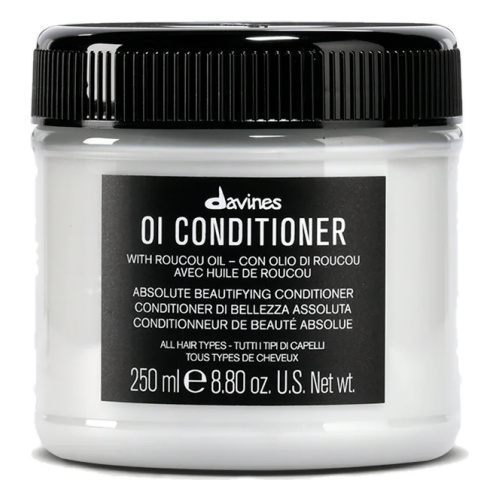 davines
OI CONDITIONER
WITH ROUCOU OIL – CON OLIO DI ROUCOU
AVEC HUILE DE ROUCOU
ABSOLUTE BEAUTIFYING CONDITIONER
CONDITIONER DI BELLEZZA ASSOLUTA
CONDITIONNEUR DE BEAUTÉ ABSOLUE
ALL HAIR TYPES - TUTTI I TIPI DI CAPELLI
TOUS TYPES DE CHEVEUX
250 ml ℮ 8.80 oz. U.S. Net wt.